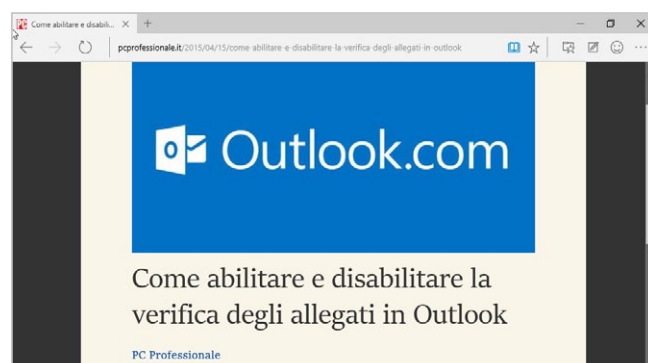 Come abilitare e disabili...
pcprofessionale.it/2015/04/15/come-abilitare-e-disabilitare-la-verifica-degli-allegati-in-outlook
Outlook.com
Come abilitare e disabilitare la
verifica degli allegati in Outlook
PC Professionale